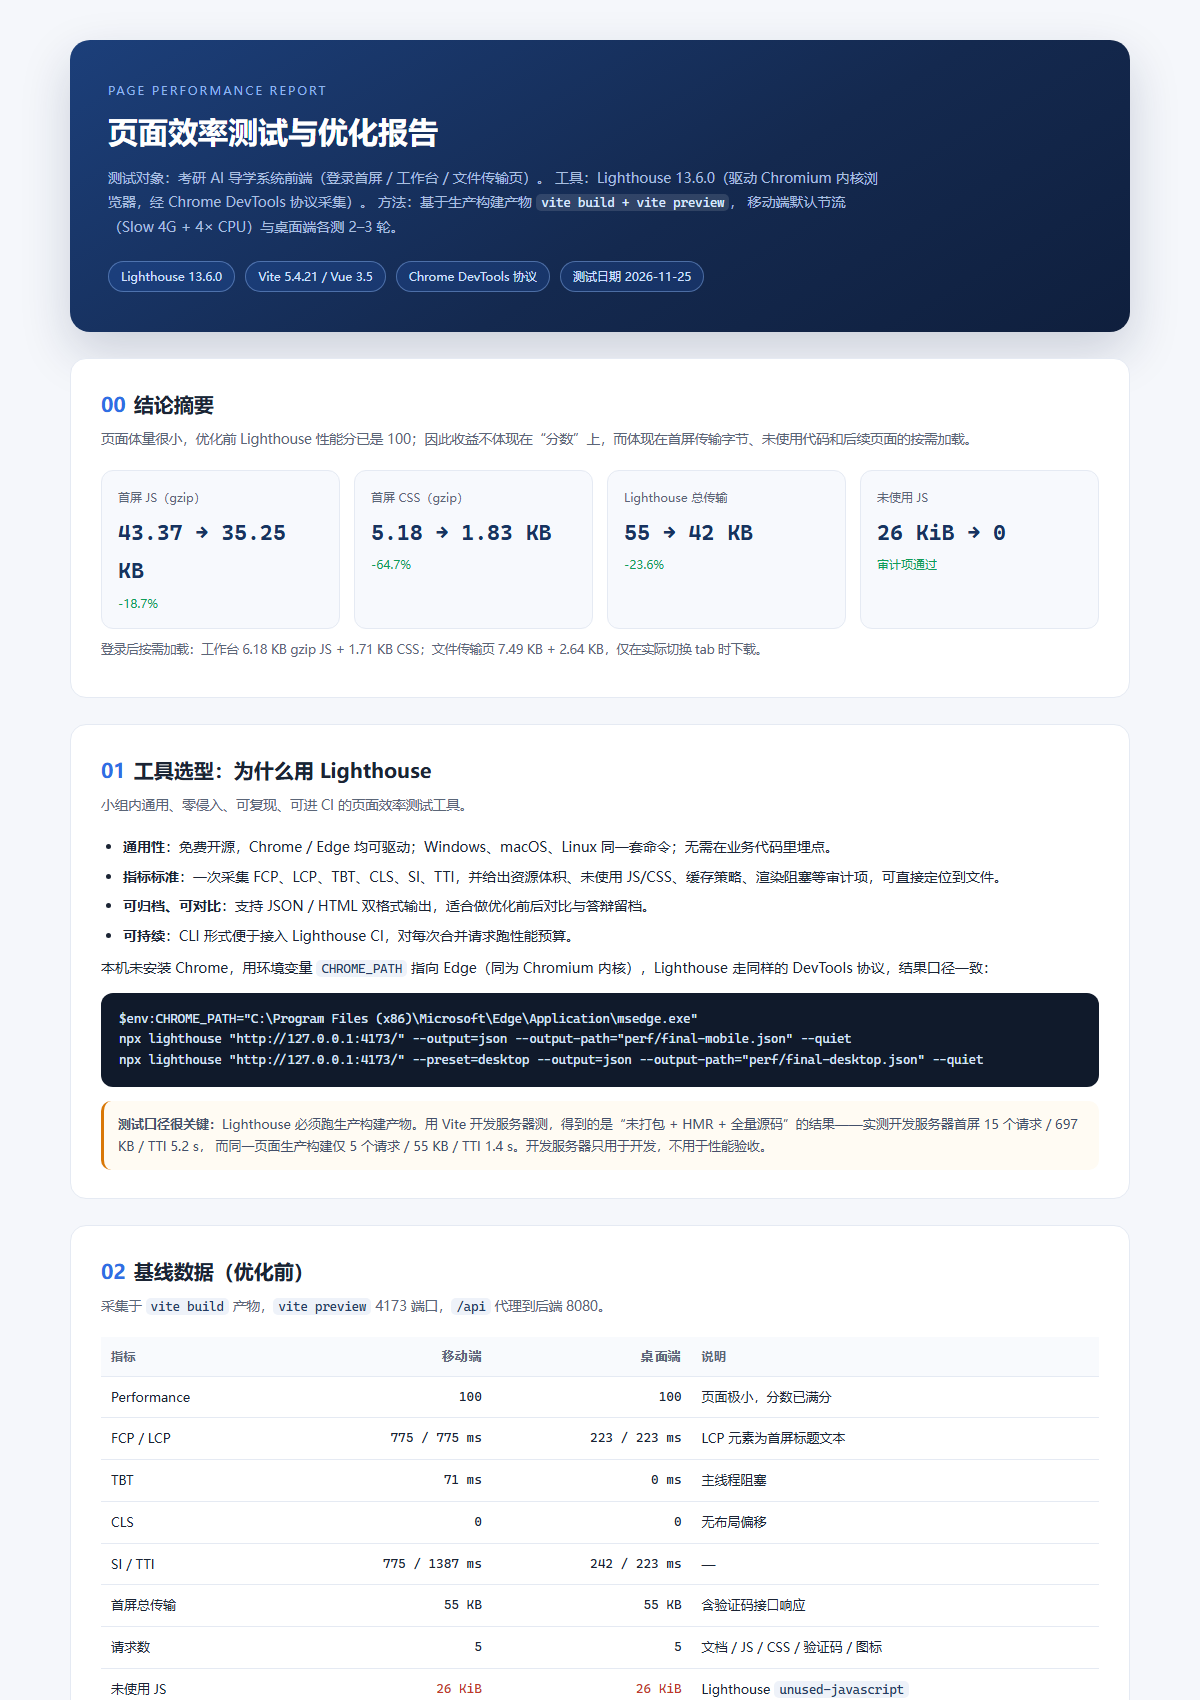 PAGE PERFORMANCE REPORT
页面效率测试与优化报告
测试对象：考研 AI 导学系统前端（登录首屏 / 工作台 / 文件传输页）。 工具：Lighthouse 13.6.0（驱动 Chromium 内核浏
览器，经 Chrome DevTools 协议采集）。 方法：基于生产构建产物 vite build + vite preview， 移动端默认节流
（Slow 4G + 4× CPU）与桌面端各测 2–3 轮。
Lighthouse 13.6.0
Vite 5.4.21 / Vue 3.5
Chrome DevTools 协议
测试日期 2026-11-25
00 结论摘要
页面体量很小，优化前 Lighthouse 性能分已是 100；因此收益不体现在“分数”上，而体现在首屏传输字节、未使用代码和后续页面的按需加载。
首屏 JS（gzip）
43.37 → 35.25
KB
-18.7%
首屏 CSS（gzip）
5.18 → 1.83 KB
-64.7%
Lighthouse 总传输
55 → 42 KB
-23.6%
未使用 JS
26 KiB → 0
审计项通过
登录后按需加载：工作台 6.18 KB gzip JS + 1.71 KB CSS；文件传输页 7.49 KB + 2.64 KB，仅在实际切换 tab 时下载。
01 工具选型：为什么用 Lighthouse
小组内通用、零侵入、可复现、可进 CI 的页面效率测试工具。
• 通用性：免费开源，Chrome / Edge 均可驱动；Windows、macOS、Linux 同一套命令；无需在业务代码里埋点。
• 指标标准：一次采集 FCP、LCP、TBT、CLS、SI、TTI，并给出资源体积、未使用 JS/CSS、缓存策略、渲染阻塞等审计项，可直接定位到文件。
• 可归档、可对比：支持 JSON / HTML 双格式输出，适合做优化前后对比与答辩留档。
• 可持续：CLI 形式便于接入 Lighthouse CI，对每次合并请求跑性能预算。
本机未安装 Chrome，用环境变量 CHROME_PATH 指向 Edge（同为 Chromium 内核），Lighthouse 走同样的 DevTools 协议，结果口径一致：
$env:CHROME_PATH="C:\Program Files (x86)\Microsoft\Edge\Application\msedge.exe"
npx lighthouse "http://127.0.0.1:4173/" --output=json --output-path="perf/final-mobile.json" --quiet
npx lighthouse "http://127.0.0.1:4173/" --preset=desktop --output=json --output-path="perf/final-desktop.json" --quiet
测试口径很关键：Lighthouse 必须跑生产构建产物。用 Vite 开发服务器测，得到的是“未打包 + HMR + 全量源码”的结果——实测开发服务器首屏 15 个请求 / 697
KB / TTI 5.2 s， 而同一页面生产构建仅 5 个请求 / 55 KB / TTI 1.4 s。开发服务器只用于开发，不用于性能验收。
02 基线数据（优化前）
采集于 vite build 产物，vite preview 4173 端口，/api 代理到后端 8080。
指标 移动端 桌面端 说明
Performance 100 100 页面极小，分数已满分
FCP / LCP 775 / 775 ms 223 / 223 ms LCP 元素为首屏标题文本
TBT 71 ms 0 ms 主线程阻塞
CLS 0 0 无布局偏移
SI / TTI 775 / 1387 ms 242 / 223 ms —
首屏总传输 55 KB 55 KB 含验证码接口响应
请求数 5 5 文档 / JS / CSS / 验证码 / 图标
未使用 JS 26 KiB 26 KiB Lighthouse unused-javascript